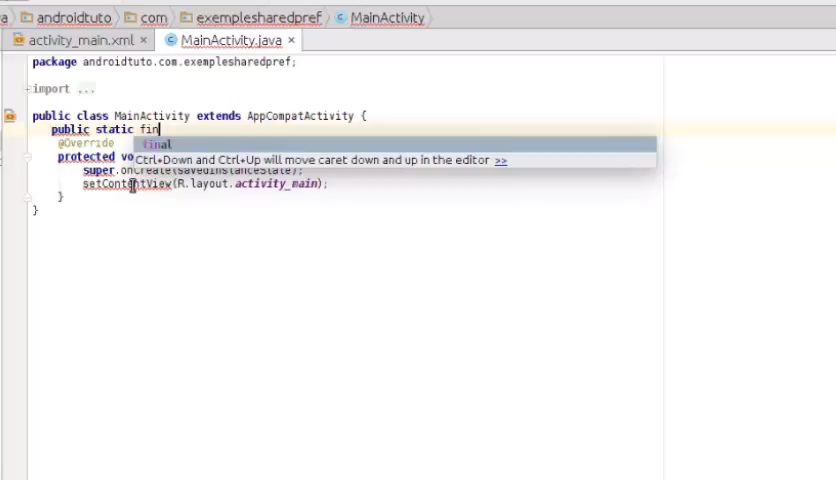 androidtuto com exemplesharedpref MainActivity
activity_main.xml × MainActivity.java ×
package androidtuto.com.exemplesharedpref;
import ...
public class MainActivity extends AppCompatActivity {
public static fin
@Override final
protected vo Ctrl+Down and Ctrl+Up will move caret down and up in the editor >>
super.onCreate(savedInstanceState);
setContentView(R.layout.activity_main);
}
}